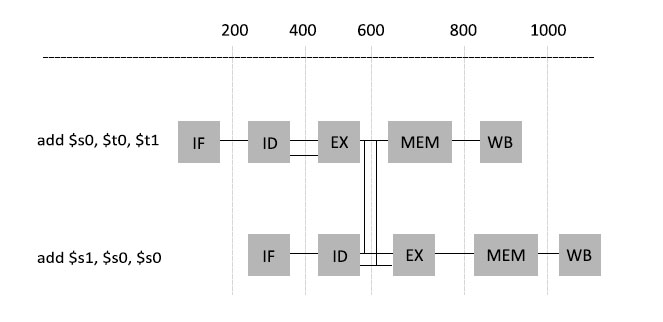 200 400 600 800 1000
add $s0, $t0, $t1 IF ID EX MEM WB
add $s1, $s0, $s0 IF ID EX MEM WB